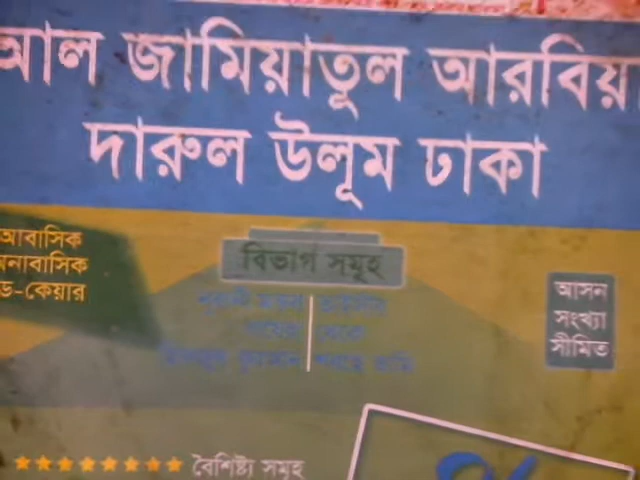 আল জামিয়াতুল আরবিয়া
দারুল উলূম ঢাকা
আবাসিক
অনাবাসিক
ডে-কেয়ার
বিভাগ সমূহ
আসন
সংখ্যা
সীমিত
বৈশিষ্ট্য সমূহ